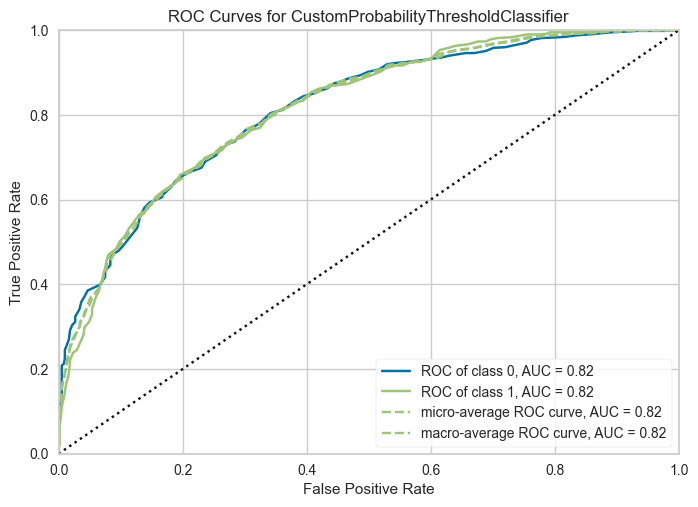 ROC Curves for CustomProbabilityThresholdClassifier
1.0
0.8
0.6
0.4
0.2
0.0
True Positive Rate
ROC of class 0, AUC = 0.82
ROC of class 1, AUC = 0.82
micro-average ROC curve, AUC = 0.82
macro-average ROC curve, AUC = 0.82
0.0 0.2 0.4 0.6 0.8 1.0
False Positive Rate